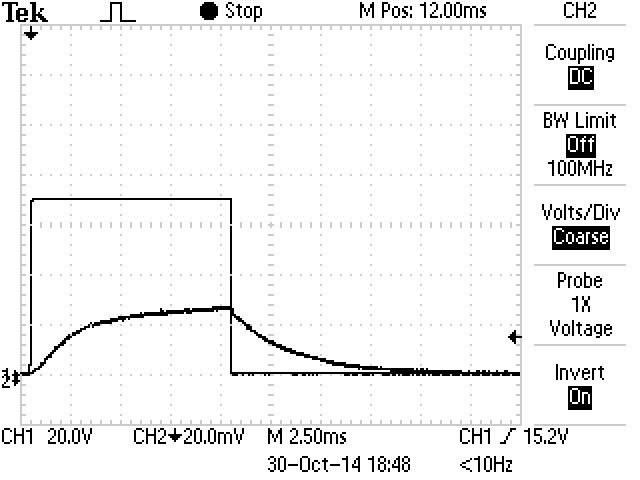 Tek Stop M Pos: 12.00ms CH2
Coupling
DC
BW Limit
Off
100MHz
Volts/Div
Coarse
Probe
1X
Voltage
Invert
On
2
CH1 20.0V CH2 20.0mV M 2.50ms CH1 15.2V
30-Oct-14 18:48 <10Hz